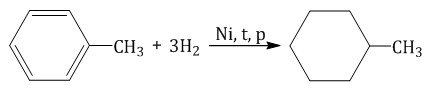 CH₃ + 3H₂ Ni, t, p CH₃